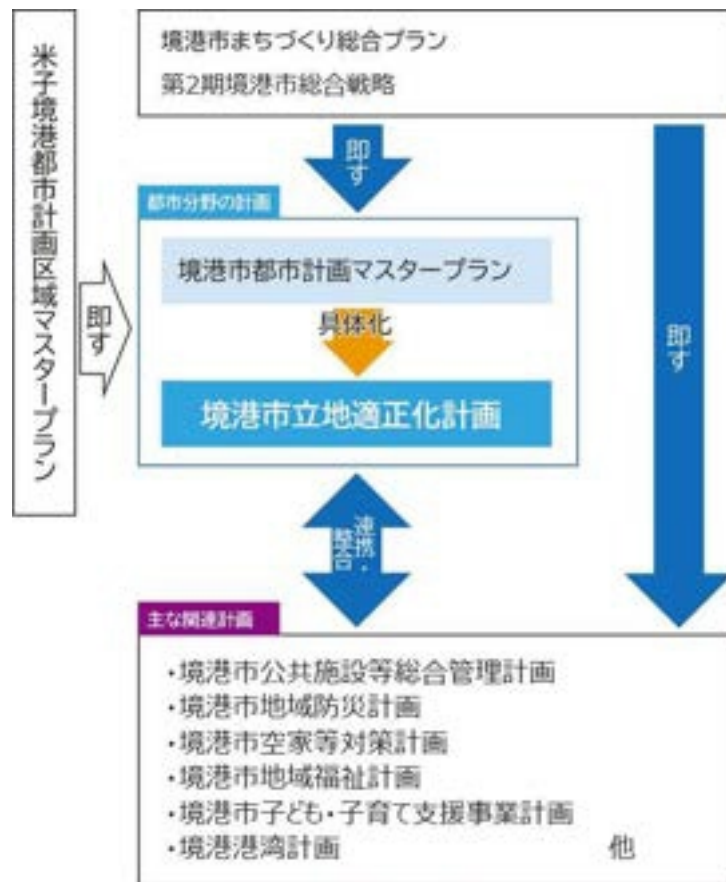 米子境港都市計画区域マスタープラン
境港市まちづくり総合プラン
第2期境港市総合戦略
即す
都市分野の計画
境港市都市計画マスタープラン
即す
具体化
即す
境港市立地適正化計画
連携・
整合
主な関連計画
・境港市公共施設等総合管理計画
・境港市地域防災計画
・境港市空家等対策計画
・境港市地域福祉計画
・境港市子ども・子育て支援事業計画
・境港港湾計画 他